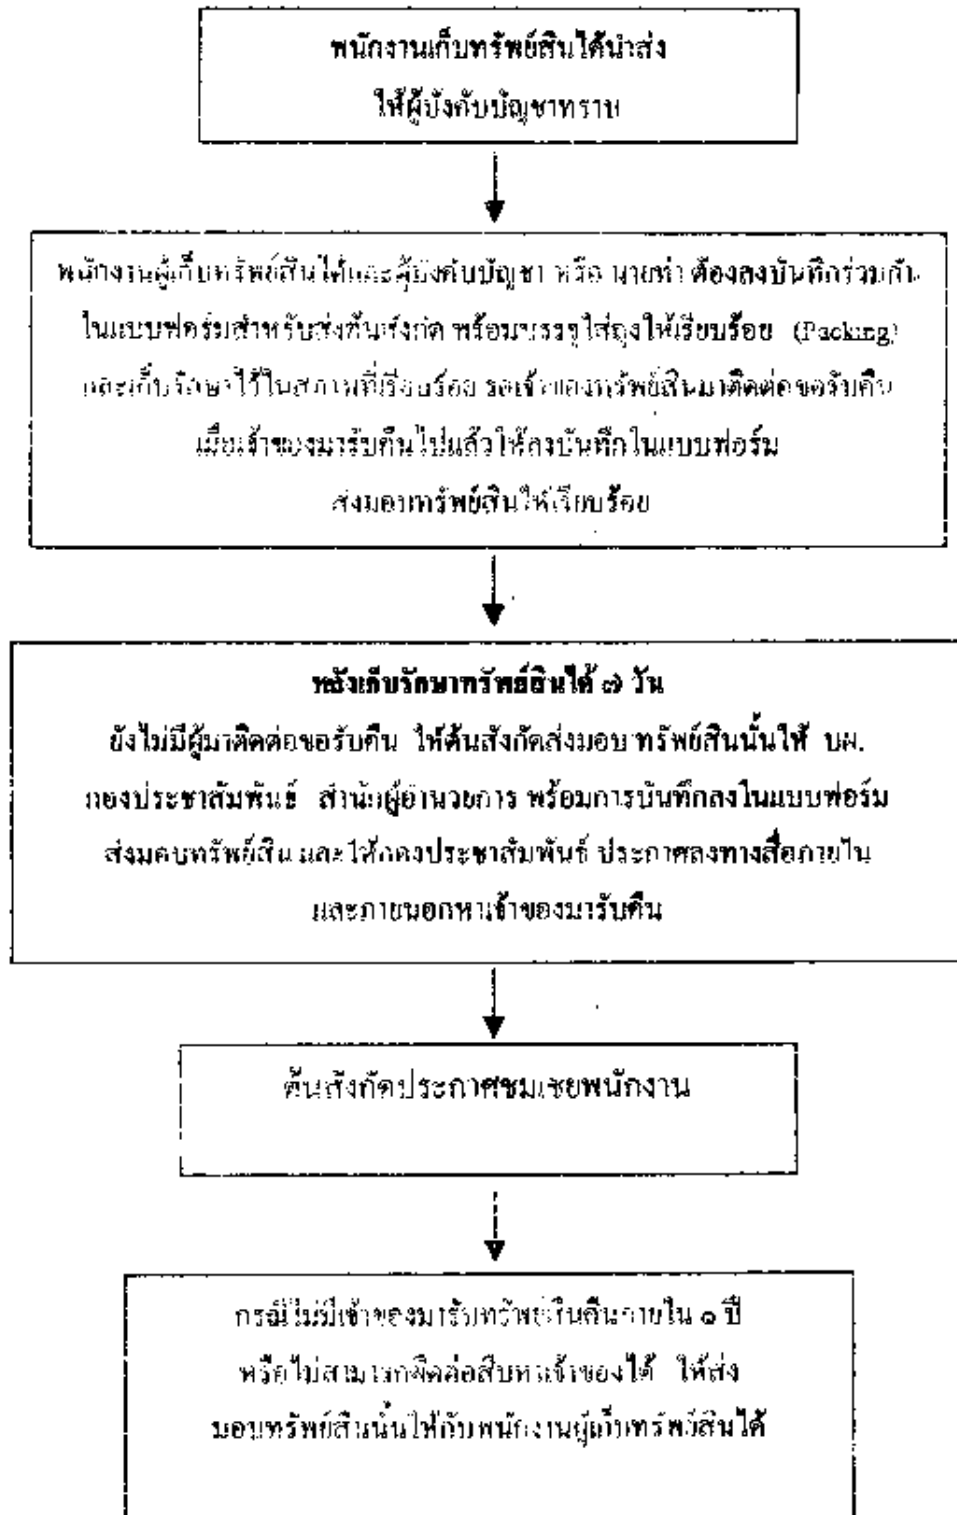 พนักงานเก็บทรัพย์สินได้นำส่ง
ให้ผู้บังคับบัญชาทราบ
พนักงานผู้เก็บทรัพย์สินได้และผู้บังคับบัญชา หรือ นายท่า ต้องลงบันทึกร่วมกัน
ในแบบฟอร์มสำหรับส่งต้นสังกัด พร้อมบรรจุใส่ถุงให้เรียบร้อย (Packing)
และเก็บรักษาไว้ในสภาพที่เรียบร้อย รอเจ้าของทรัพย์สินมาติดต่อขอรับคืน
เมื่อเจ้าของมารับคืนไปแล้วให้ลงบันทึกในแบบฟอร์ม
ส่งมอบทรัพย์สินให้เรียบร้อย
หลังเก็บรักษาทรัพย์สินได้ ๗ วัน
ยังไม่มีผู้มาติดต่อขอรับคืน ให้ต้นสังกัดส่งมอบทรัพย์สินนั้นให้ บผ.
กองประชาสัมพันธ์ สำนักผู้อำนวยการ พร้อมการบันทึกลงในแบบฟอร์ม
ส่งมอบทรัพย์สิน และให้กองประชาสัมพันธ์ ประกาศลงทางสื่อภายใน
และภายนอกหาเจ้าของมารับคืน
ต้นสังกัดประกาศชมเชยพนักงาน
กรณีไม่มีเจ้าของมารับทรัพย์สินคืนภายใน ๑ ปี
หรือไม่สามารถติดต่อสืบหาเจ้าของได้ ให้ส่ง
มอบทรัพย์สินนั้นให้กับพนักงานผู้เก็บทรัพย์สินได้